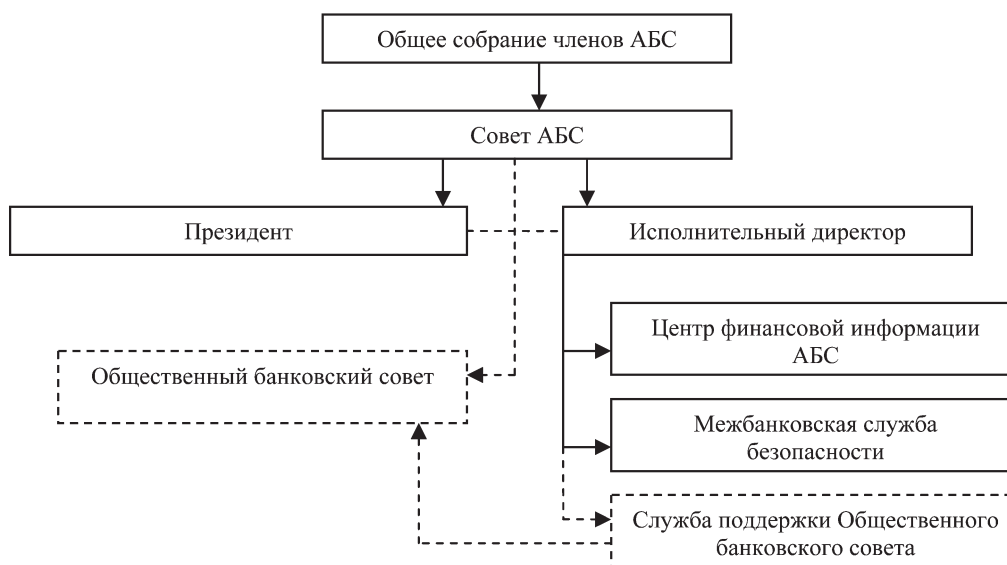 Общее собрание членов АБС
Совет АБС
Президент
Исполнительный директор
Центр финансовой информации
АБС
Общественный банковский совет
Межбанковская служба
безопасности
Служба поддержки Общественного
банковского совета